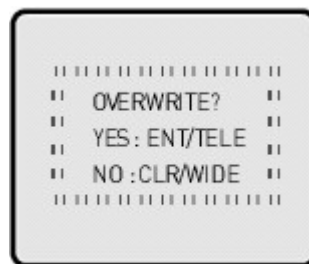 OVERWRITE?
YES : ENT/TELE
NO :CLR/WIDE